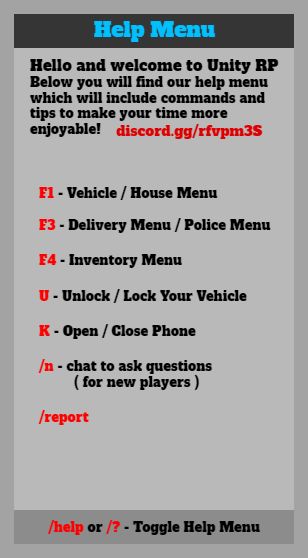 Help Menu
Hello and welcome to Unity RP
Below you will find our help menu
which will include commands and
tips to make your time more
enjoyable! discord.gg/rfvpm3S
F1 - Vehicle / House Menu
F3 - Delivery Menu / Police Menu
F4 - Inventory Menu
U - Unlock / Lock Your Vehicle
K - Open / Close Phone
/n - chat to ask questions
( for new players )
/report
/help or /? - Toggle Help Menu